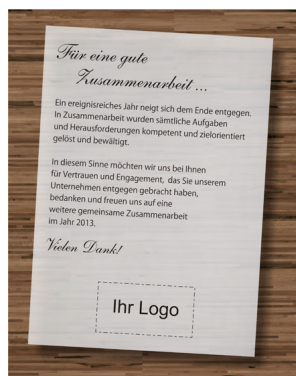 Für eine gute
Zusammenarbeit ...
Ein ereignisreiches Jahr neigt sich dem Ende entgegen.
In Zusammenarbeit wurden sämtliche Aufgaben
und Herausforderungen kompetent und zielorientiert
gelöst und bewältigt.
In diesem Sinne möchten wir uns bei Ihnen
für Vertrauen und Engagement, das Sie unserem
Unternehmen entgegen gebracht haben,
bedanken und freuen uns auf eine
weitere gemeinsame Zusammenarbeit
im Jahr 2013.
Vielen Dank!
Ihr Logo